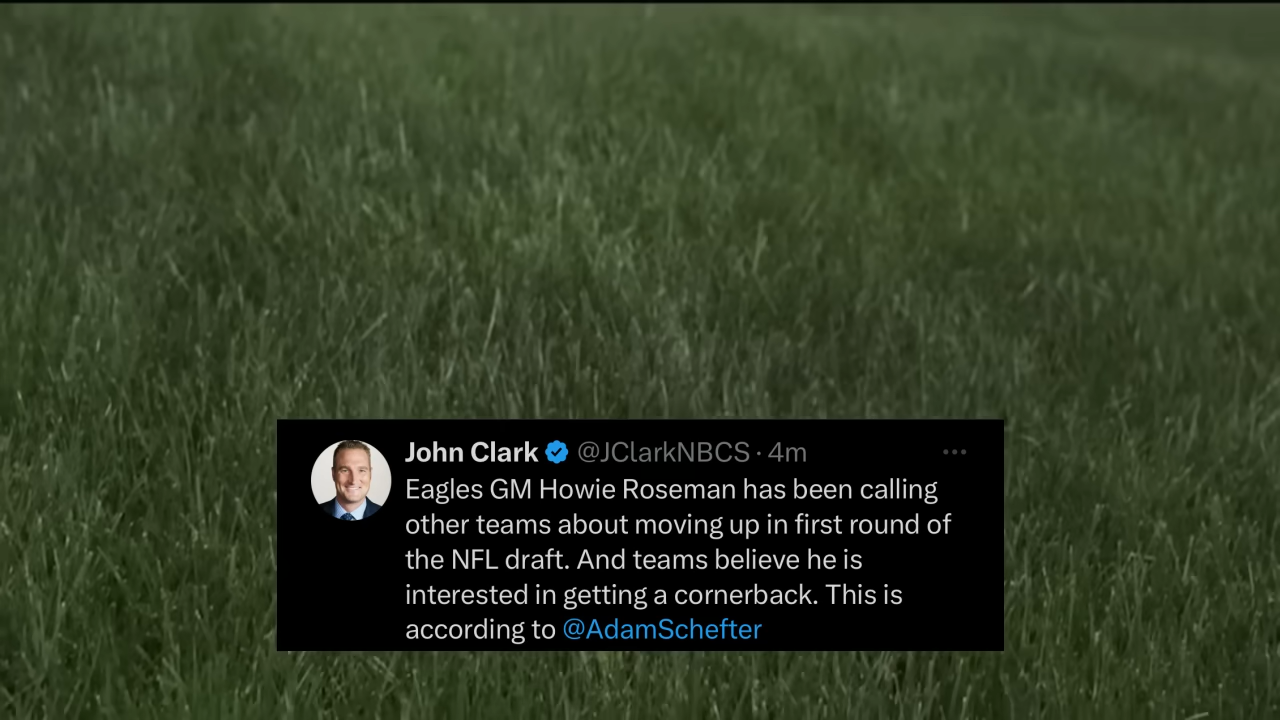 John Clark @JClarkNBCS · 4m
Eagles GM Howie Roseman has been calling
other teams about moving up in first round of
the NFL draft. And teams believe he is
interested in getting a cornerback. This is
according to @AdamSchefter